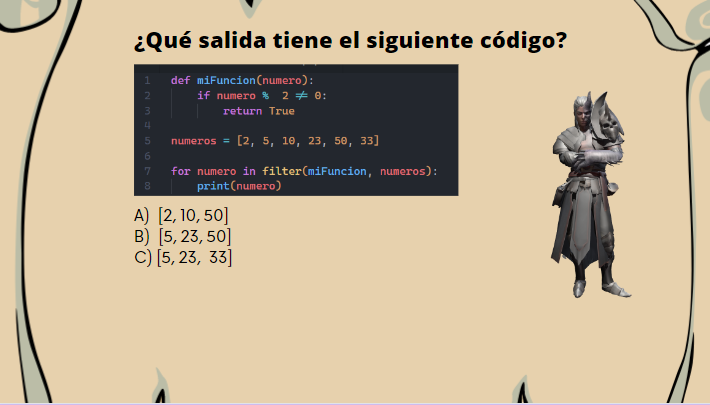 ¿Qué salida tiene el siguiente código?
1 def miFuncion(numero):
2 if numero % 2 ≠ 0:
3 return True
4
5 numeros = [2, 5, 10, 23, 50, 33]
6
7 for numero in filter(miFuncion, numeros):
8 print(numero)
A) [2, 10, 50]
B) [5, 23, 50]
C) [5, 23, 33]